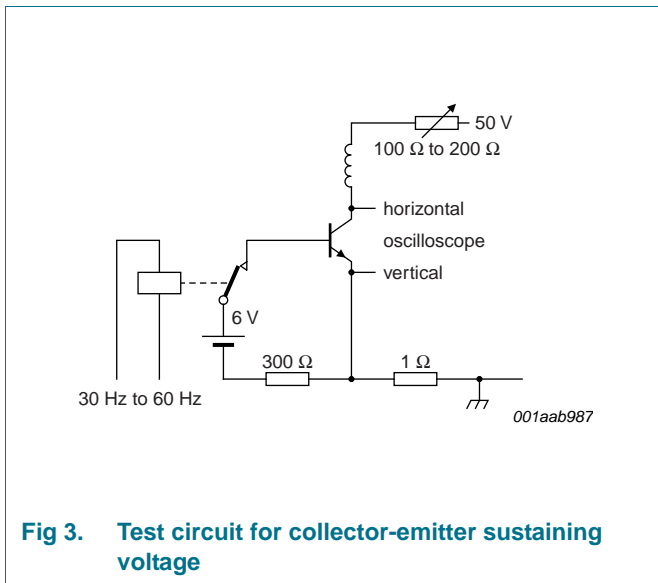 50 V
100 Ω to 200 Ω
horizontal
oscilloscope
vertical
6 V
300 Ω
1 Ω
30 Hz to 60 Hz
001aab987
Fig 3. Test circuit for collector-emitter sustaining
voltage